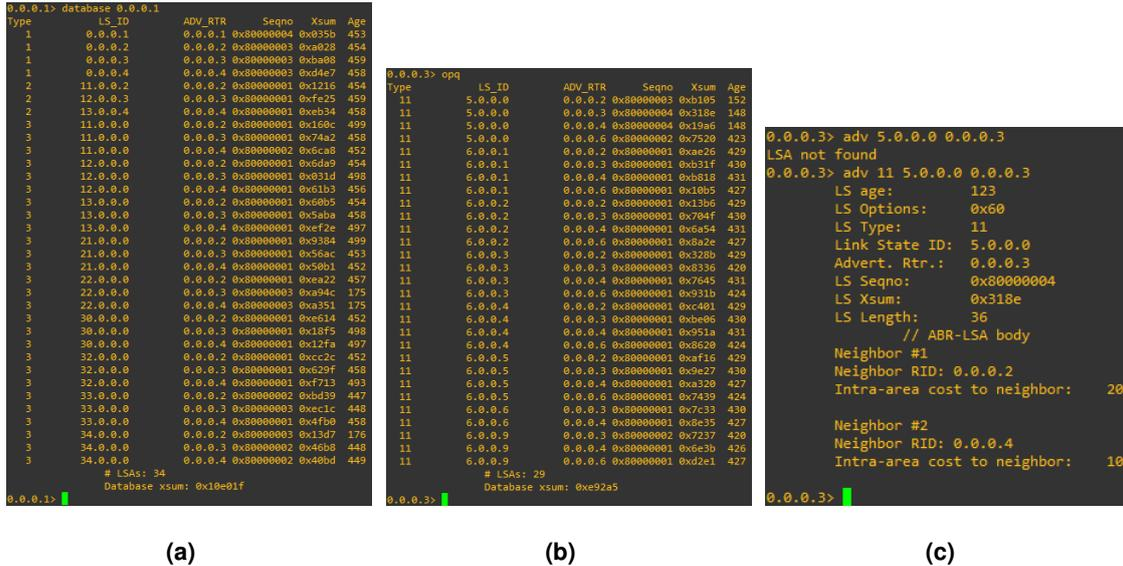 0.0.0.1> database 0.0.0.1
Type LS_ID ADV_RTR Seqno Xsum Age
1 0.0.0.1 0.0.0.1 0x80000004 0x035b 453
1 0.0.0.2 0.0.0.2 0x80000003 0xa028 454
1 0.0.0.3 0.0.0.3 0x80000003 0xba08 459
1 0.0.0.4 0.0.0.4 0x80000003 0xd4e7 458
2 11.0.0.2 0.0.0.2 0x80000001 0x1216 454
2 12.0.0.3 0.0.0.3 0x80000001 0xfe25 459
2 13.0.0.4 0.0.0.4 0x80000001 0xeb34 458
3 11.0.0.0 0.0.0.2 0x80000001 0x160c 499
3 11.0.0.0 0.0.0.3 0x80000001 0x74a2 458
3 11.0.0.0 0.0.0.4 0x80000002 0x6ca8 452
3 12.0.0.0 0.0.0.2 0x80000001 0x6da9 454
3 12.0.0.0 0.0.0.3 0x80000001 0x031d 498
3 12.0.0.0 0.0.0.4 0x80000001 0x61b3 456
3 13.0.0.0 0.0.0.2 0x80000001 0x60b5 454
3 13.0.0.0 0.0.0.3 0x80000001 0x5aba 458
3 13.0.0.0 0.0.0.4 0x80000001 0xef2e 497
3 21.0.0.0 0.0.0.2 0x80000001 0x9384 499
3 21.0.0.0 0.0.0.3 0x80000001 0x56ac 453
3 21.0.0.0 0.0.0.4 0x80000001 0x50b1 452
3 22.0.0.0 0.0.0.2 0x80000001 0xea22 457
3 22.0.0.0 0.0.0.3 0x80000003 0xa94c 175
3 22.0.0.0 0.0.0.4 0x80000003 0xa351 175
3 30.0.0.0 0.0.0.2 0x80000001 0xe614 452
3 30.0.0.0 0.0.0.3 0x80000001 0x18f5 498
3 30.0.0.0 0.0.0.4 0x80000001 0x12fa 497
3 32.0.0.0 0.0.0.2 0x80000001 0xcc2c 452
3 32.0.0.0 0.0.0.3 0x80000001 0x629f 458
3 32.0.0.0 0.0.0.4 0x80000001 0xf713 493
3 33.0.0.0 0.0.0.2 0x80000002 0xbd39 447
3 33.0.0.0 0.0.0.3 0x80000003 0xec1c 448
3 33.0.0.0 0.0.0.4 0x80000001 0x4fb0 458
3 34.0.0.0 0.0.0.2 0x80000003 0x13d7 176
3 34.0.0.0 0.0.0.3 0x80000002 0x46b8 448
3 34.0.0.0 0.0.0.4 0x80000002 0x40bd 449
# LSAs: 34
Database xsum: 0x10e01f
0.0.0.1>
(a)
0.0.0.3> opq
Type LS_ID ADV_RTR Seqno Xsum Age
11 5.0.0.0 0.0.0.2 0x80000003 0xb105 152
11 5.0.0.0 0.0.0.3 0x80000004 0x318e 148
11 5.0.0.0 0.0.0.4 0x80000004 0x19a6 148
11 5.0.0.0 0.0.0.6 0x80000002 0x7520 423
11 6.0.0.1 0.0.0.2 0x80000001 0xae26 429
11 6.0.0.1 0.0.0.3 0x80000001 0xb31f 430
11 6.0.0.1 0.0.0.4 0x80000001 0xb818 431
11 6.0.0.1 0.0.0.6 0x80000001 0x10b5 427
11 6.0.0.2 0.0.0.2 0x80000001 0x13b6 429
11 6.0.0.2 0.0.0.3 0x80000001 0x704f 430
11 6.0.0.2 0.0.0.4 0x80000001 0x6a54 431
11 6.0.0.2 0.0.0.6 0x80000001 0x8a2e 427
11 6.0.0.3 0.0.0.2 0x80000001 0x328b 429
11 6.0.0.3 0.0.0.3 0x80000003 0x8336 420
11 6.0.0.3 0.0.0.4 0x80000001 0x7645 431
11 6.0.0.3 0.0.0.6 0x80000001 0x931b 424
11 6.0.0.4 0.0.0.2 0x80000001 0xc401 429
11 6.0.0.4 0.0.0.3 0x80000001 0xbe06 430
11 6.0.0.4 0.0.0.4 0x80000001 0x951a 431
11 6.0.0.4 0.0.0.6 0x80000001 0x8620 424
11 6.0.0.5 0.0.0.2 0x80000001 0xaf16 429
11 6.0.0.5 0.0.0.3 0x80000001 0x9e27 430
11 6.0.0.5 0.0.0.4 0x80000001 0xa320 427
11 6.0.0.5 0.0.0.6 0x80000001 0x7439 424
11 6.0.0.6 0.0.0.3 0x80000001 0x7c33 430
11 6.0.0.6 0.0.0.4 0x80000001 0x8e35 427
11 6.0.0.9 0.0.0.3 0x80000002 0x7237 420
11 6.0.0.9 0.0.0.4 0x80000001 0x6e3b 426
11 6.0.0.9 0.0.0.6 0x80000001 0xd2e1 427
# LSAs: 29
Database xsum: 0xe92a5
0.0.0.3>
(b)
0.0.0.3> adv 5.0.0.0 0.0.0.3
LSA not found
0.0.0.3> adv 11 5.0.0.0 0.0.0.3
LS age: 123
LS Options: 0x60
LS Type: 11
Link State ID: 5.0.0.0
Advert. Rtr.: 0.0.0.3
LS Seqno: 0x80000004
LS Xsum: 0x318e
LS Length: 36
// ABR-LSA body
Neighbor #1
Neighbor RID: 0.0.0.2
Intra-area cost to neighbor: 20
Neighbor #2
Neighbor RID: 0.0.0.4
Intra-area cost to neighbor: 10
0.0.0.3>
(c)